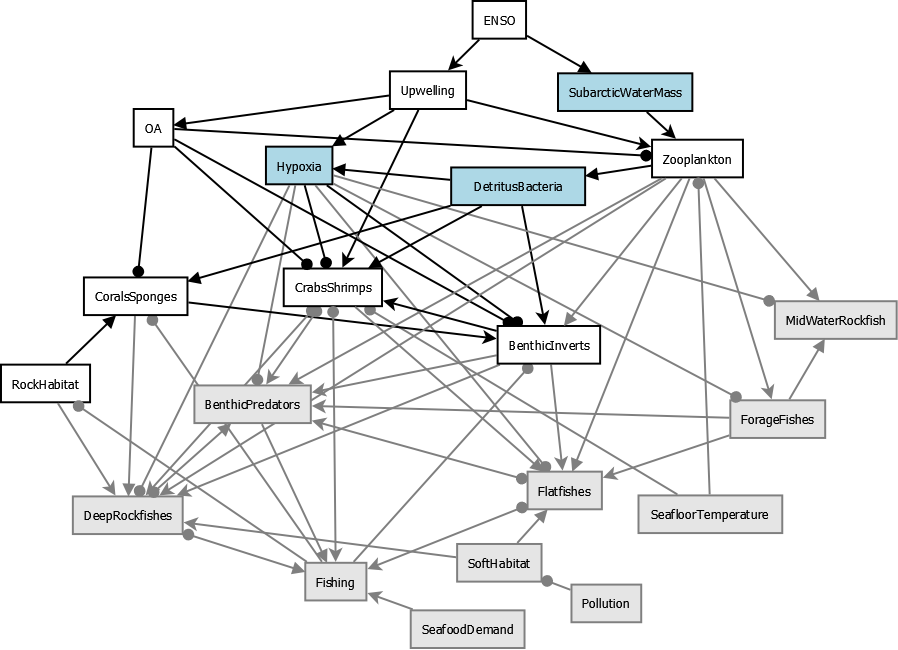 ENSO
Upwelling
SubarcticWaterMass
OA
Zooplankton
Hypoxia
DetritusBacteria
CoralsSponges
CrabsShrimps
MidWaterRockfish
BenthicInverts
RockHabitat
BenthicPredators
ForageFishes
Flatfishes
DeepRockfishes
SeafloorTemperature
SoftHabitat
Fishing
Pollution
SeafoodDemand